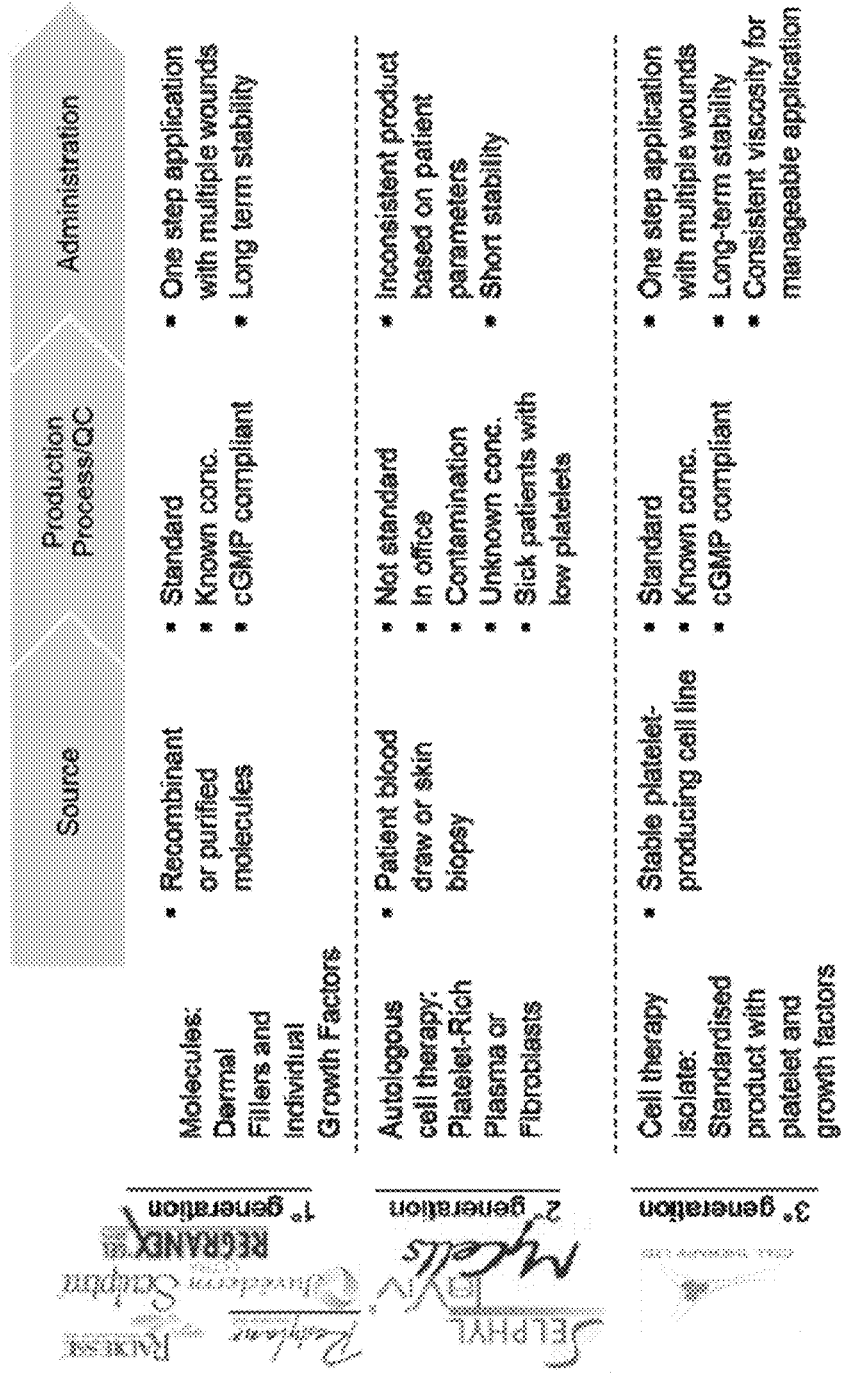 Source
Production
Process/QC
Administration
RADIESSE
Sculptra
Juvéderm
Restylane
REGRANEX
1° generation
Molecules:
Dermal
Fillers and
Individual
Growth Factors
▪ Recombinant
or purified
molecules
▪ Standard
▪ Known conc.
▪ cGMP compliant
▪ One step application
with multiple wounds
▪ Long term stability
SELPHYL
MyCells
2° generation
Autologous
cell therapy:
Platelet-Rich
Plasma or
Fibroblasts
▪ Patient blood
draw or skin
biopsy
▪ Not standard
▪ In office
▪ Contamination
▪ Unknown conc.
▪ Sick patients with
low platelets
▪ Inconsistent product
based on patient
parameters
▪ Short stability
3° generation
Cell therapy
isolate:
Standardised
product with
platelet and
growth factors
▪ Stable platelet-
producing cell line
▪ Standard
▪ Known conc.
▪ cGMP compliant
▪ One step application
with multiple wounds
▪ Long-term stability
▪ Consistent viscosity for
manageable application